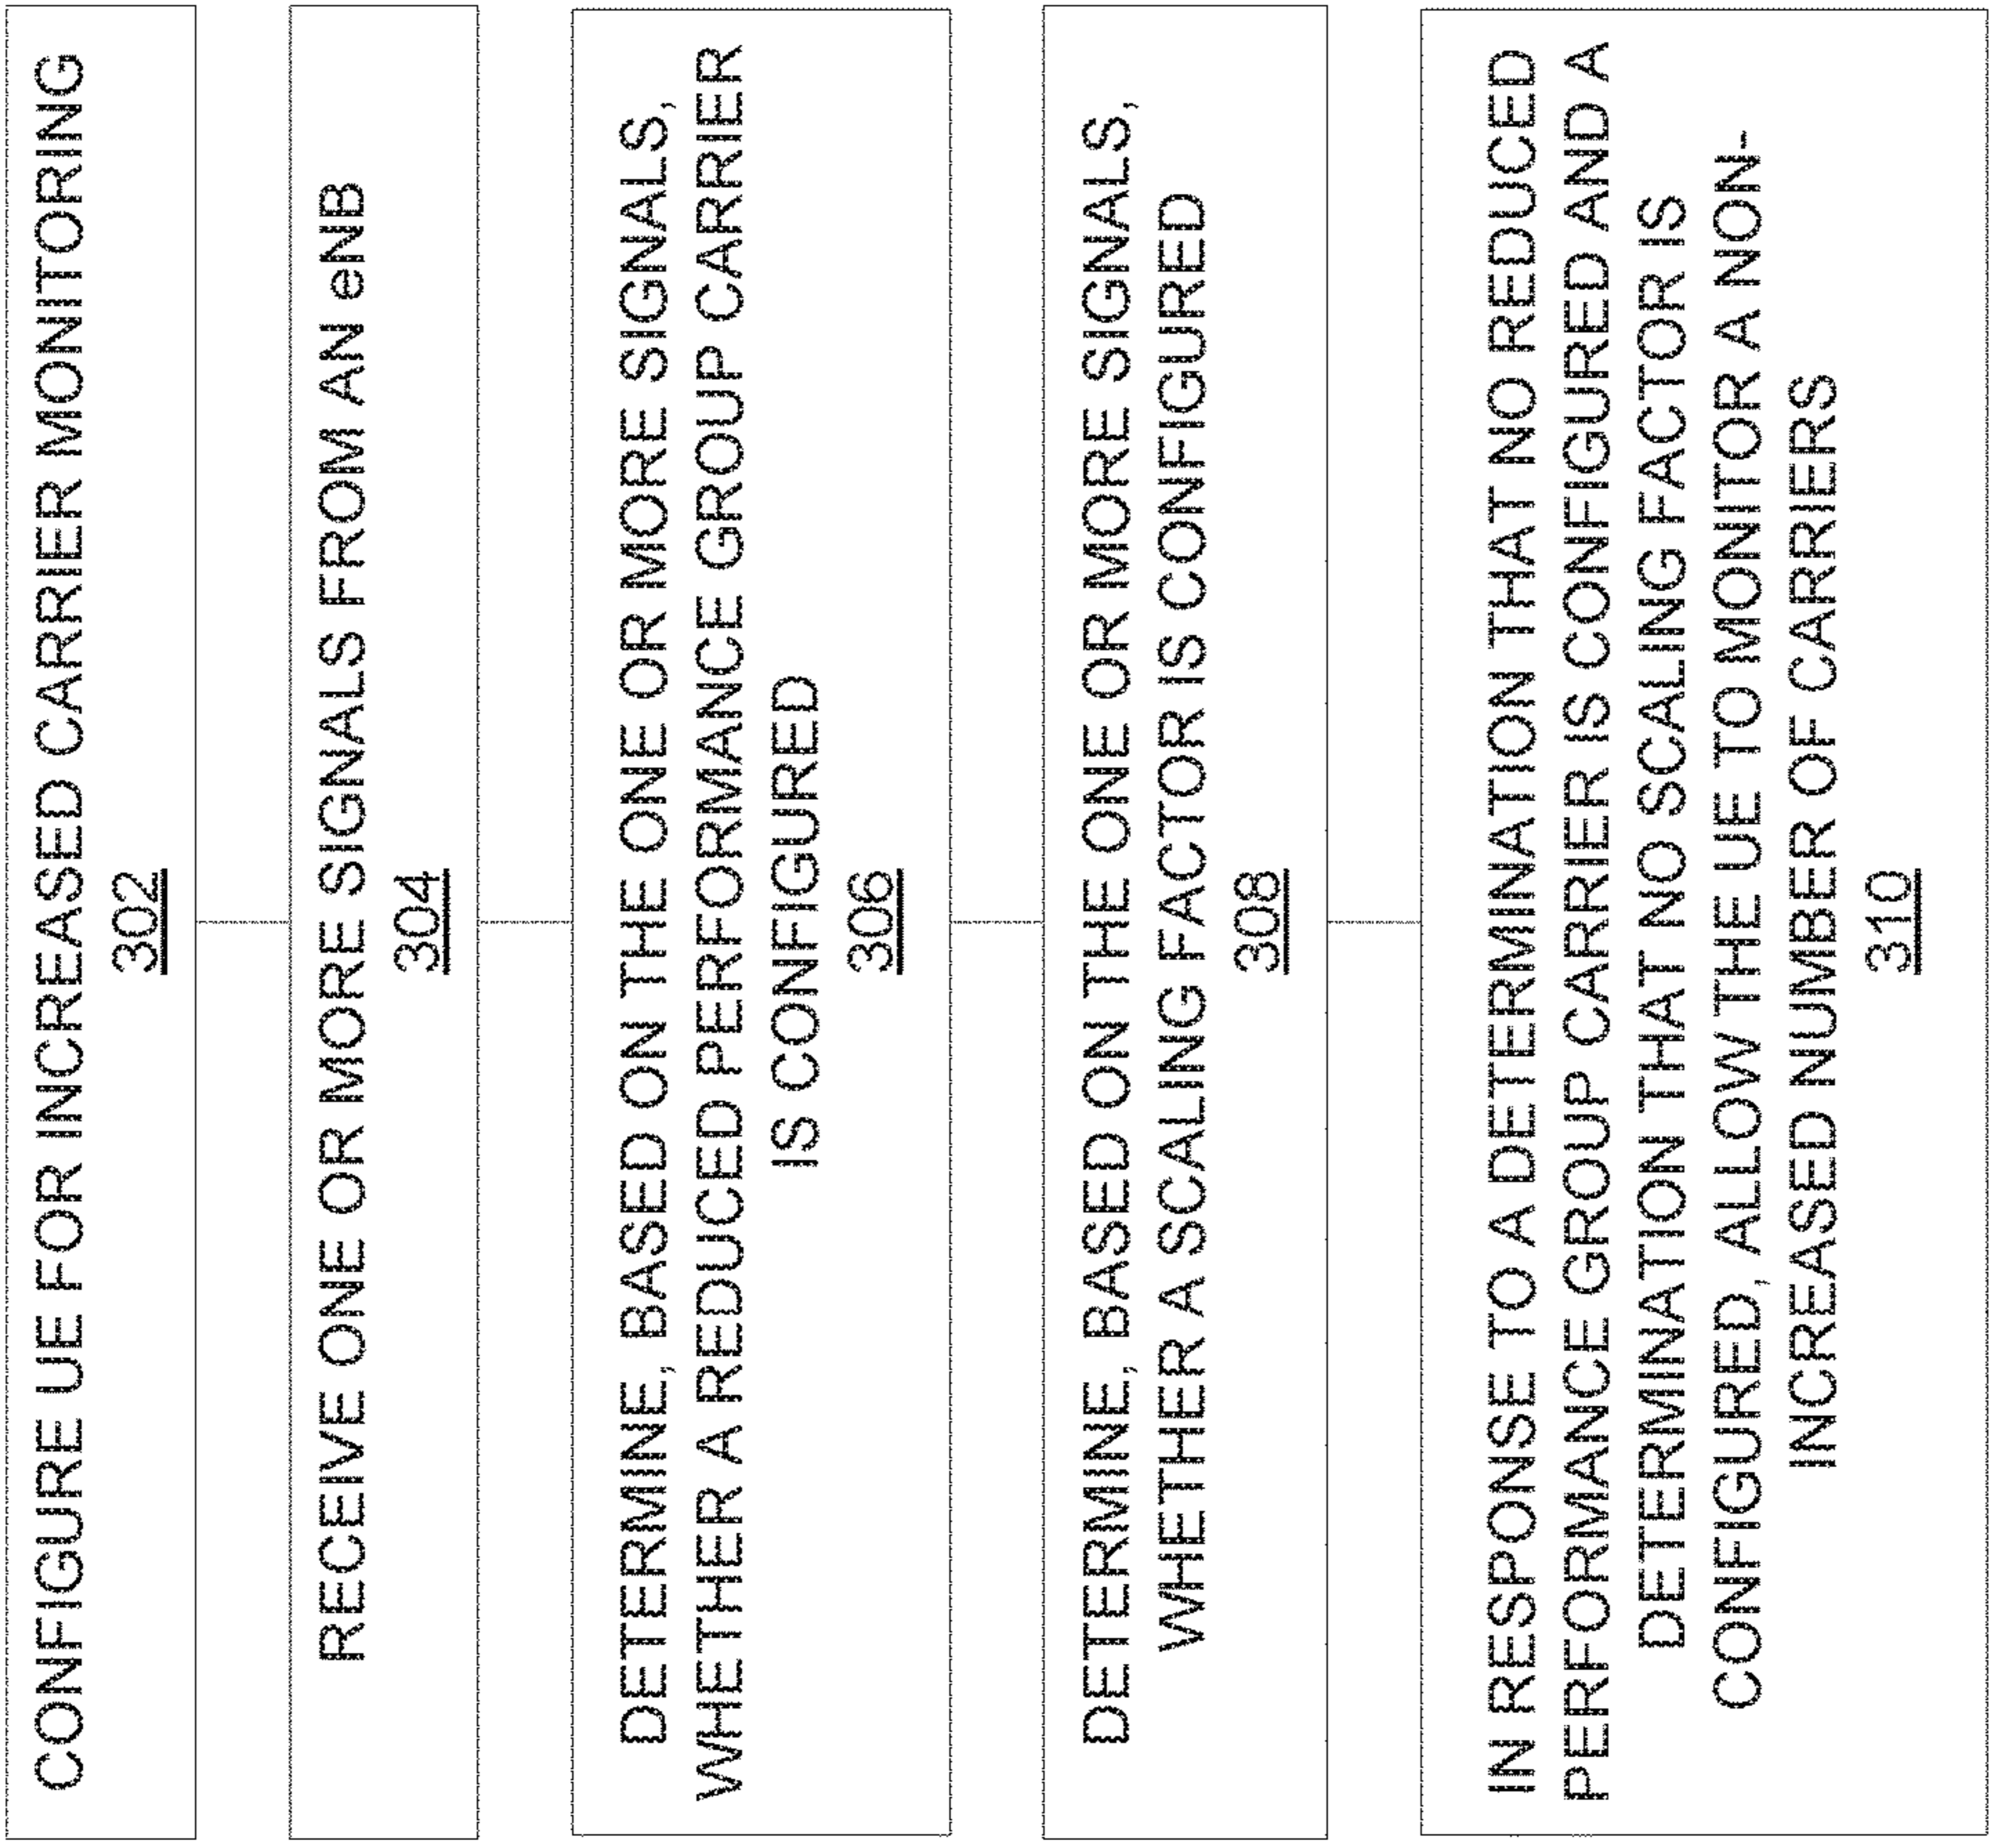 CONFIGURE UE FOR INCREASED CARRIER MONITORING
302
RECEIVE ONE OR MORE SIGNALS FROM AN eNB
304
DETERMINE, BASED ON THE ONE OR MORE SIGNALS,
WHETHER A REDUCED PERFORMANCE GROUP CARRIER
IS CONFIGURED
306
DETERMINE, BASED ON THE ONE OR MORE SIGNALS,
WHETHER A SCALING FACTOR IS CONFIGURED
308
IN RESPONSE TO A DETERMINATION THAT NO REDUCED
PERFORMANCE GROUP CARRIER IS CONFIGURED AND A
DETERMINATION THAT NO SCALING FACTOR IS
CONFIGURED, ALLOW THE UE TO MONITOR A NON-
INCREASED NUMBER OF CARRIERS
310